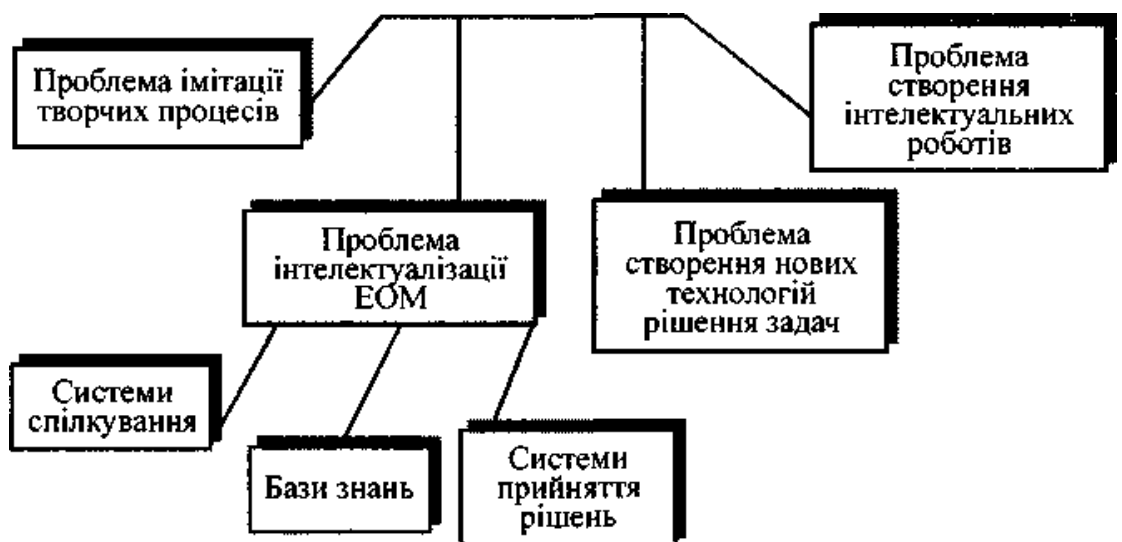 Проблема імітації
творчих процесів
Проблема
створення
інтелектуальних
роботів
Проблема
інтелектуалізації
ЕОМ
Проблема
створення нових
технологій
рішення задач
Системи
спілкування
Бази знань
Системи
прийняття
рішень